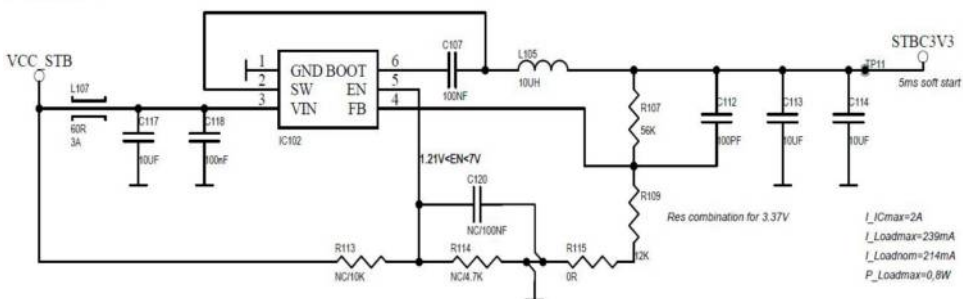 VCC_STB
L107
60R
3A
C117
10UF
C118
100nF
1 GND BOOT 6
2 SW EN 5
3 VIN FB 4
IC102
C107
100NF
L105
10UH
STBC3V3
TP11
5ms soft start
R107
56K
C112
100PF
C113
10UF
C114
10UF
1.21V<EN<7V
C120
NC/100NF
R109
12K
Res combination for 3.37V
R113
NC/10K
R114
NC/4.7K
R115
0R
I_ICmax=2A
I_Loadmax=239mA
I_Loadnom=214mA
P_Loadmax=0,8W